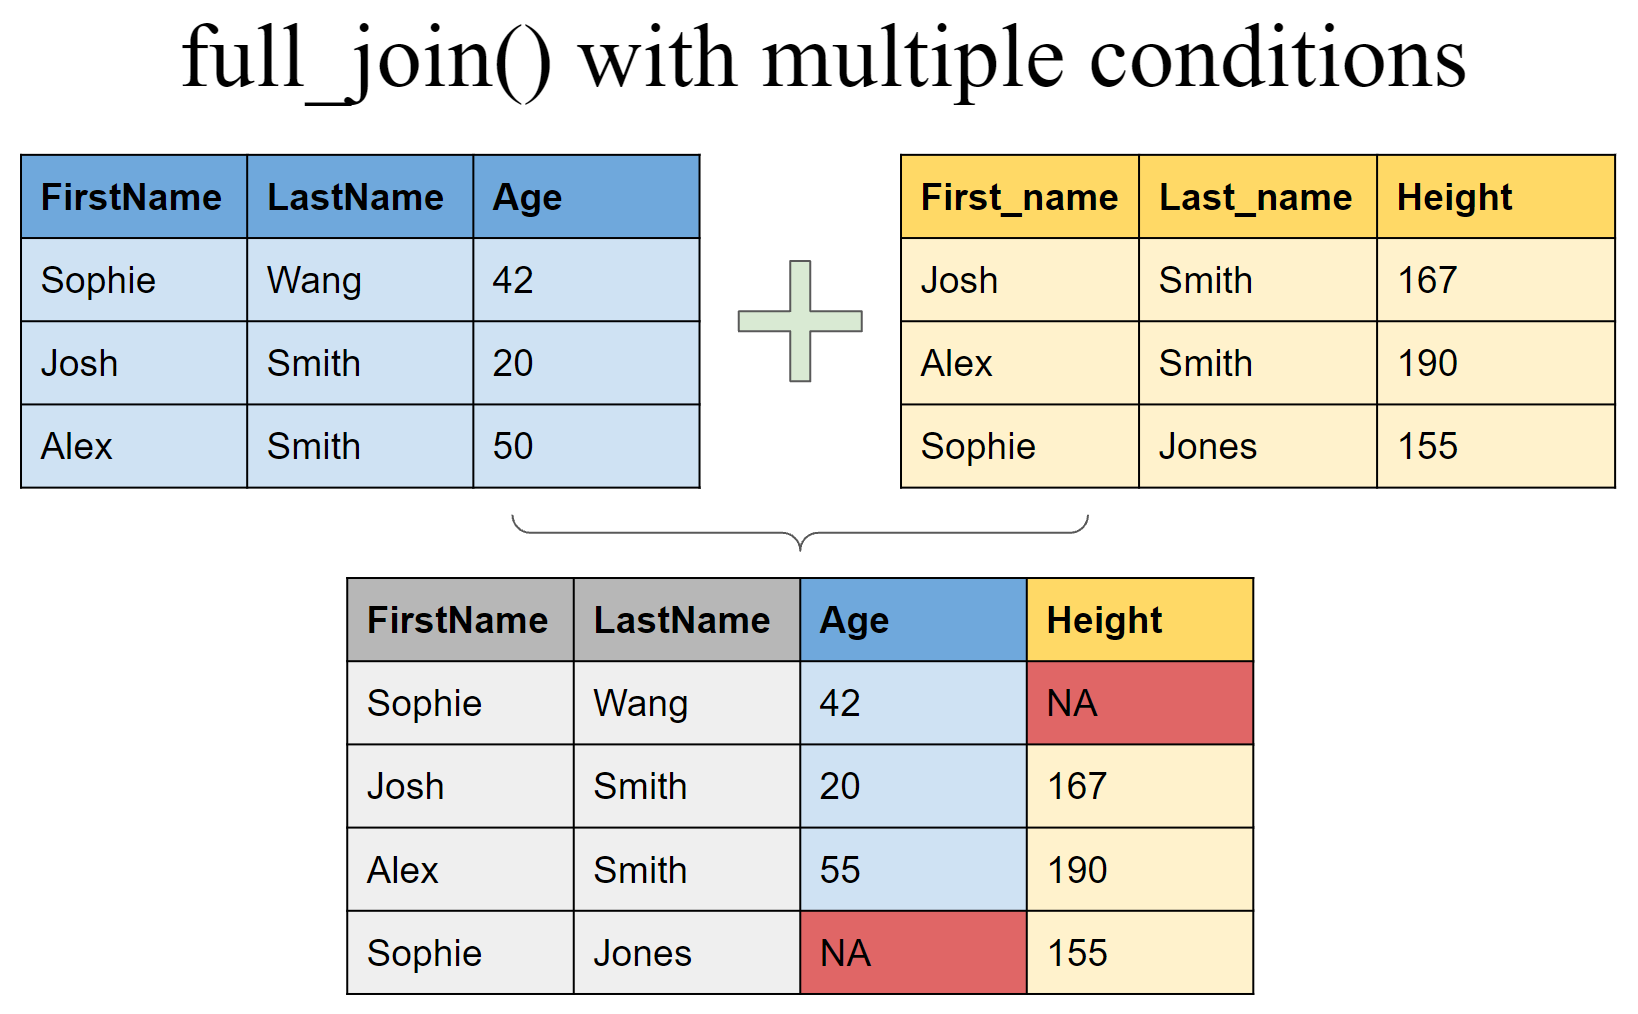 full_join() with multiple conditions
FirstName LastName Age
Sophie Wang 42
Josh Smith 20
Alex Smith 50
First_name Last_name Height
Josh Smith 167
Alex Smith 190
Sophie Jones 155
FirstName LastName Age Height
Sophie Wang 42 NA
Josh Smith 20 167
Alex Smith 55 190
Sophie Jones NA 155